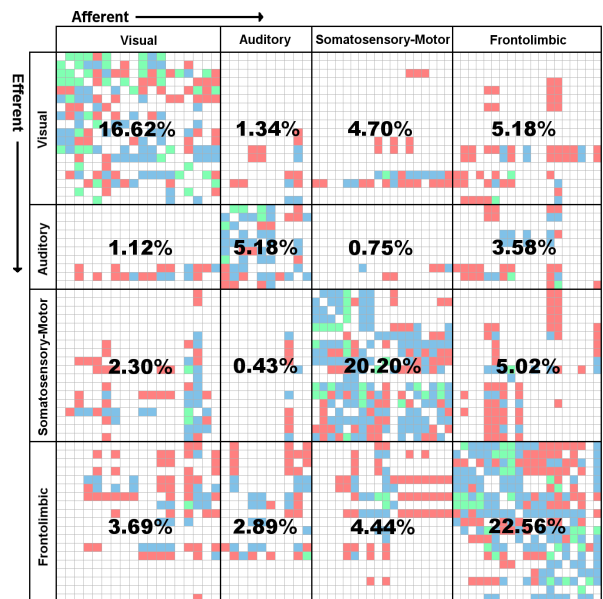 Afferent
Visual Auditory Somatosensory-Motor Frontolimbic
Efferent
Visual
16.62% 1.34% 4.70% 5.18%
Auditory
1.12% 5.18% 0.75% 3.58%
Somatosensory-Motor
2.30% 0.43% 20.20% 5.02%
Frontolimbic
3.69% 2.89% 4.44% 22.56%